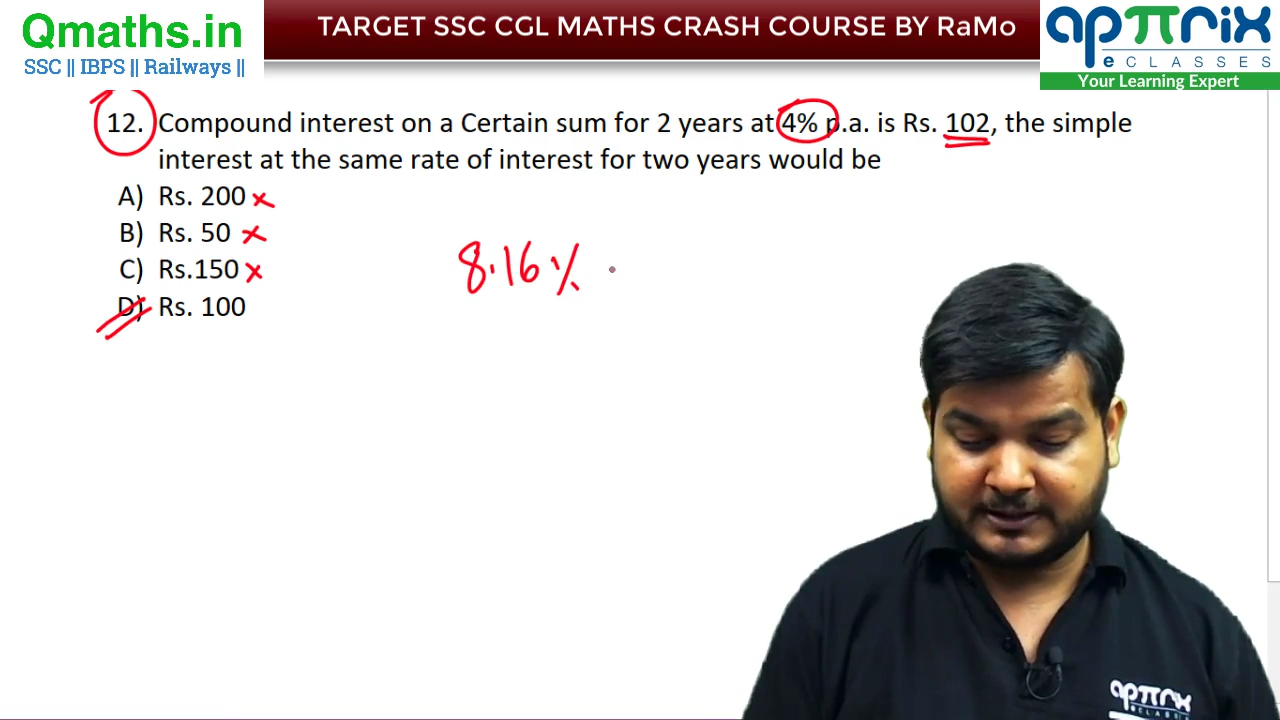 Qmaths.in
SSC || IBPS || Railways ||
TARGET SSC CGL MATHS CRASH COURSE BY RaMo
apπrix
e CLASSES
Your Learning Expert
12. Compound interest on a Certain sum for 2 years at 4% p.a. is Rs. 102, the simple
interest at the same rate of interest for two years would be
A) Rs. 200 ×
B) Rs. 50 ×
C) Rs.150 ×
D) Rs. 100
8.16%
apπrix
e CLASS